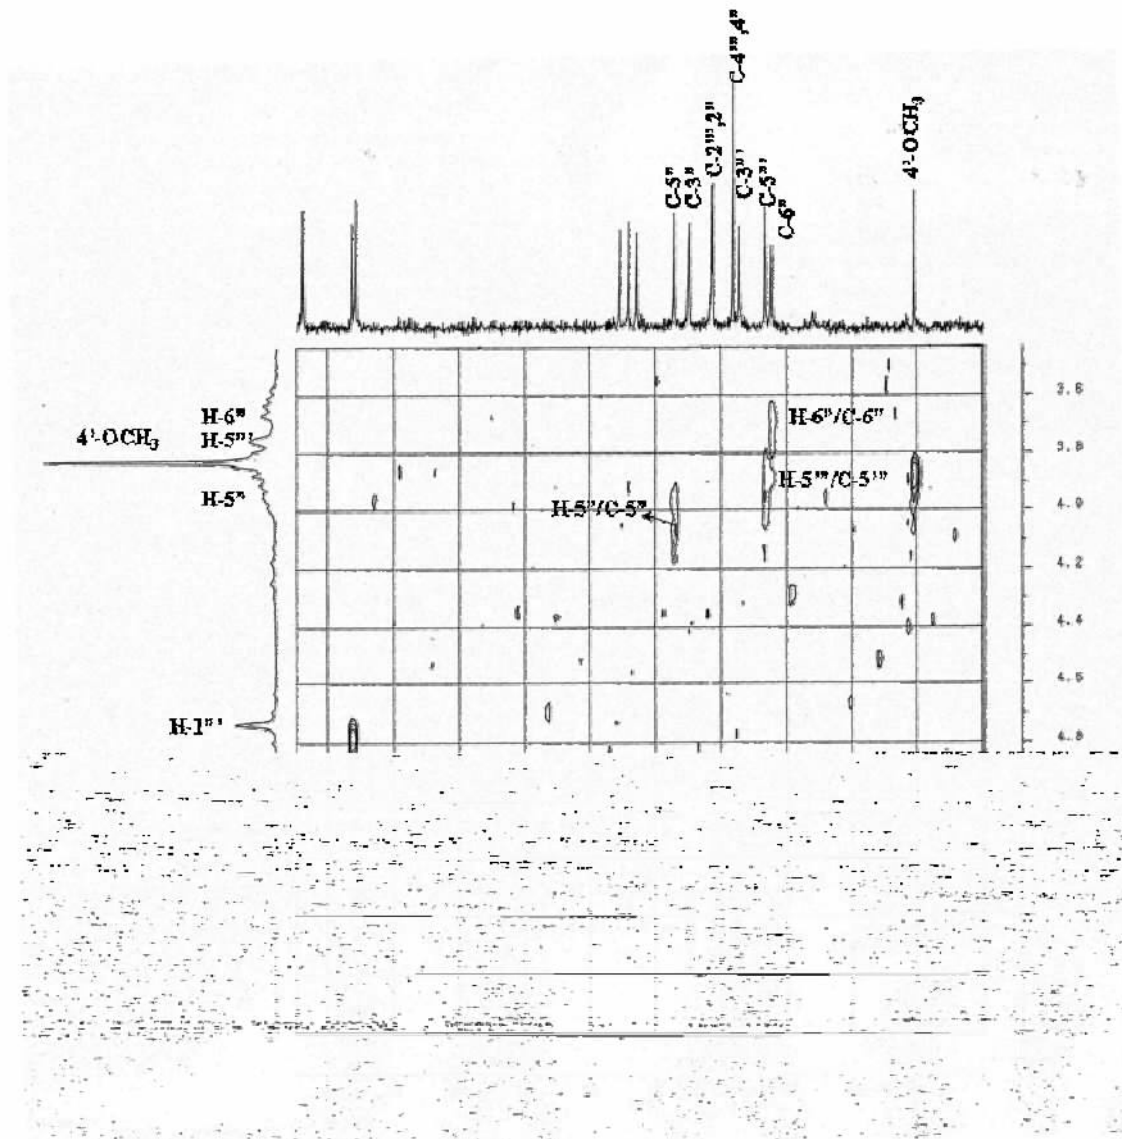 C-5"
C-3"
C-2"',2"
C-4"',4"
C-3"'
C-5"'
C-6"
4'-OCH₃
H-6"
H-5"'
4'-OCH₃
H-5"
H-1"'
H-6"/C-6"
H-5"'/C-5"'
H-5"/C-5"
3.6
3.8
4.0
4.2
4.4
4.6
4.8